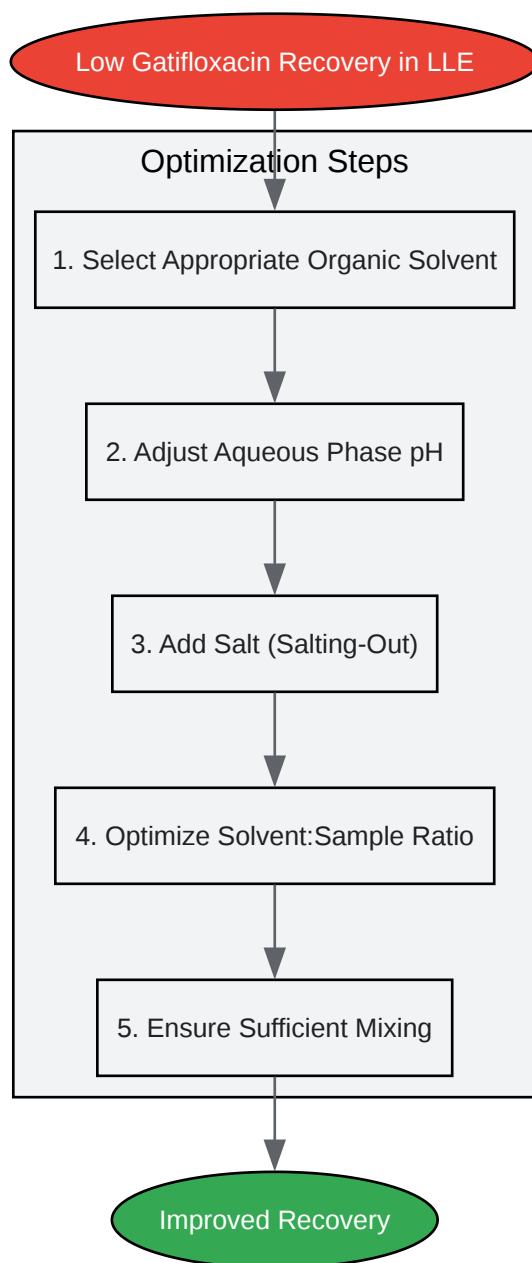 Low Gatifloxacin Recovery in LLE
Optimization Steps
1. Select Appropriate Organic Solvent
2. Adjust Aqueous Phase pH
3. Add Salt (Salting-Out)
4. Optimize Solvent:Sample Ratio
5. Ensure Sufficient Mixing
Improved Recovery